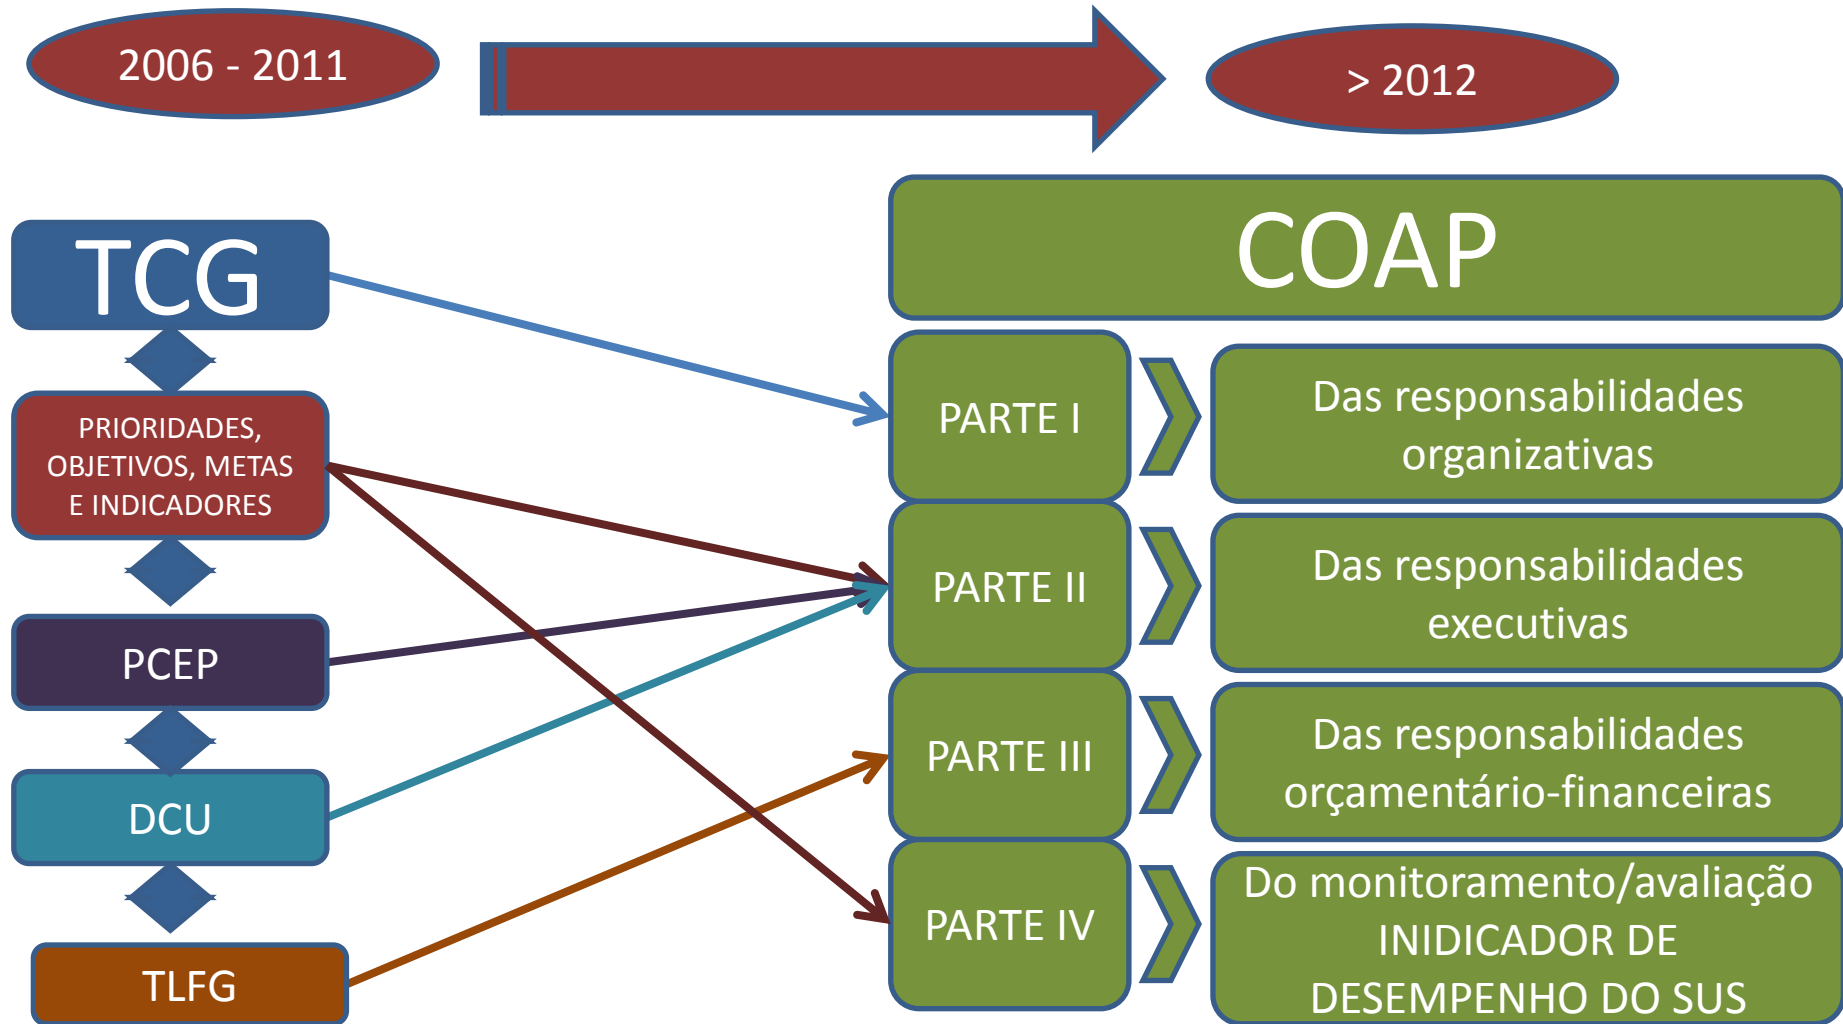 2006 - 2011
> 2012
TCG
PRIORIDADES,
OBJETIVOS, METAS
E INDICADORES
PCEP
DCU
TLFG
COAP
PARTE I
Das responsabilidades
organizativas
PARTE II
Das responsabilidades
executivas
PARTE III
Das responsabilidades
orçamentário-financeiras
PARTE IV
Do monitoramento/avaliação
INIDICADOR DE
DESEMPENHO DO SUS